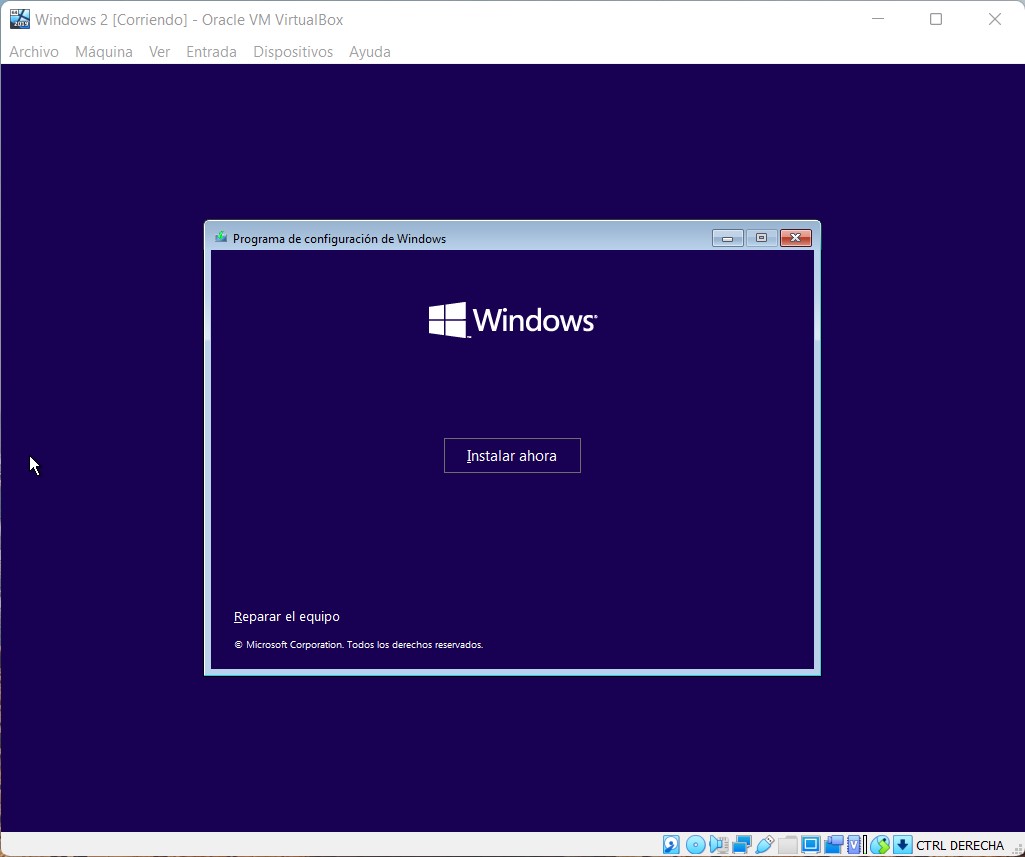 Windows 2 [Corriendo] - Oracle VM VirtualBox
Archivo Máquina Ver Entrada Dispositivos Ayuda
Programa de configuración de Windows
Windows
Instalar ahora
Reparar el equipo
© Microsoft Corporation. Todos los derechos reservados.
CTRL DERECHA